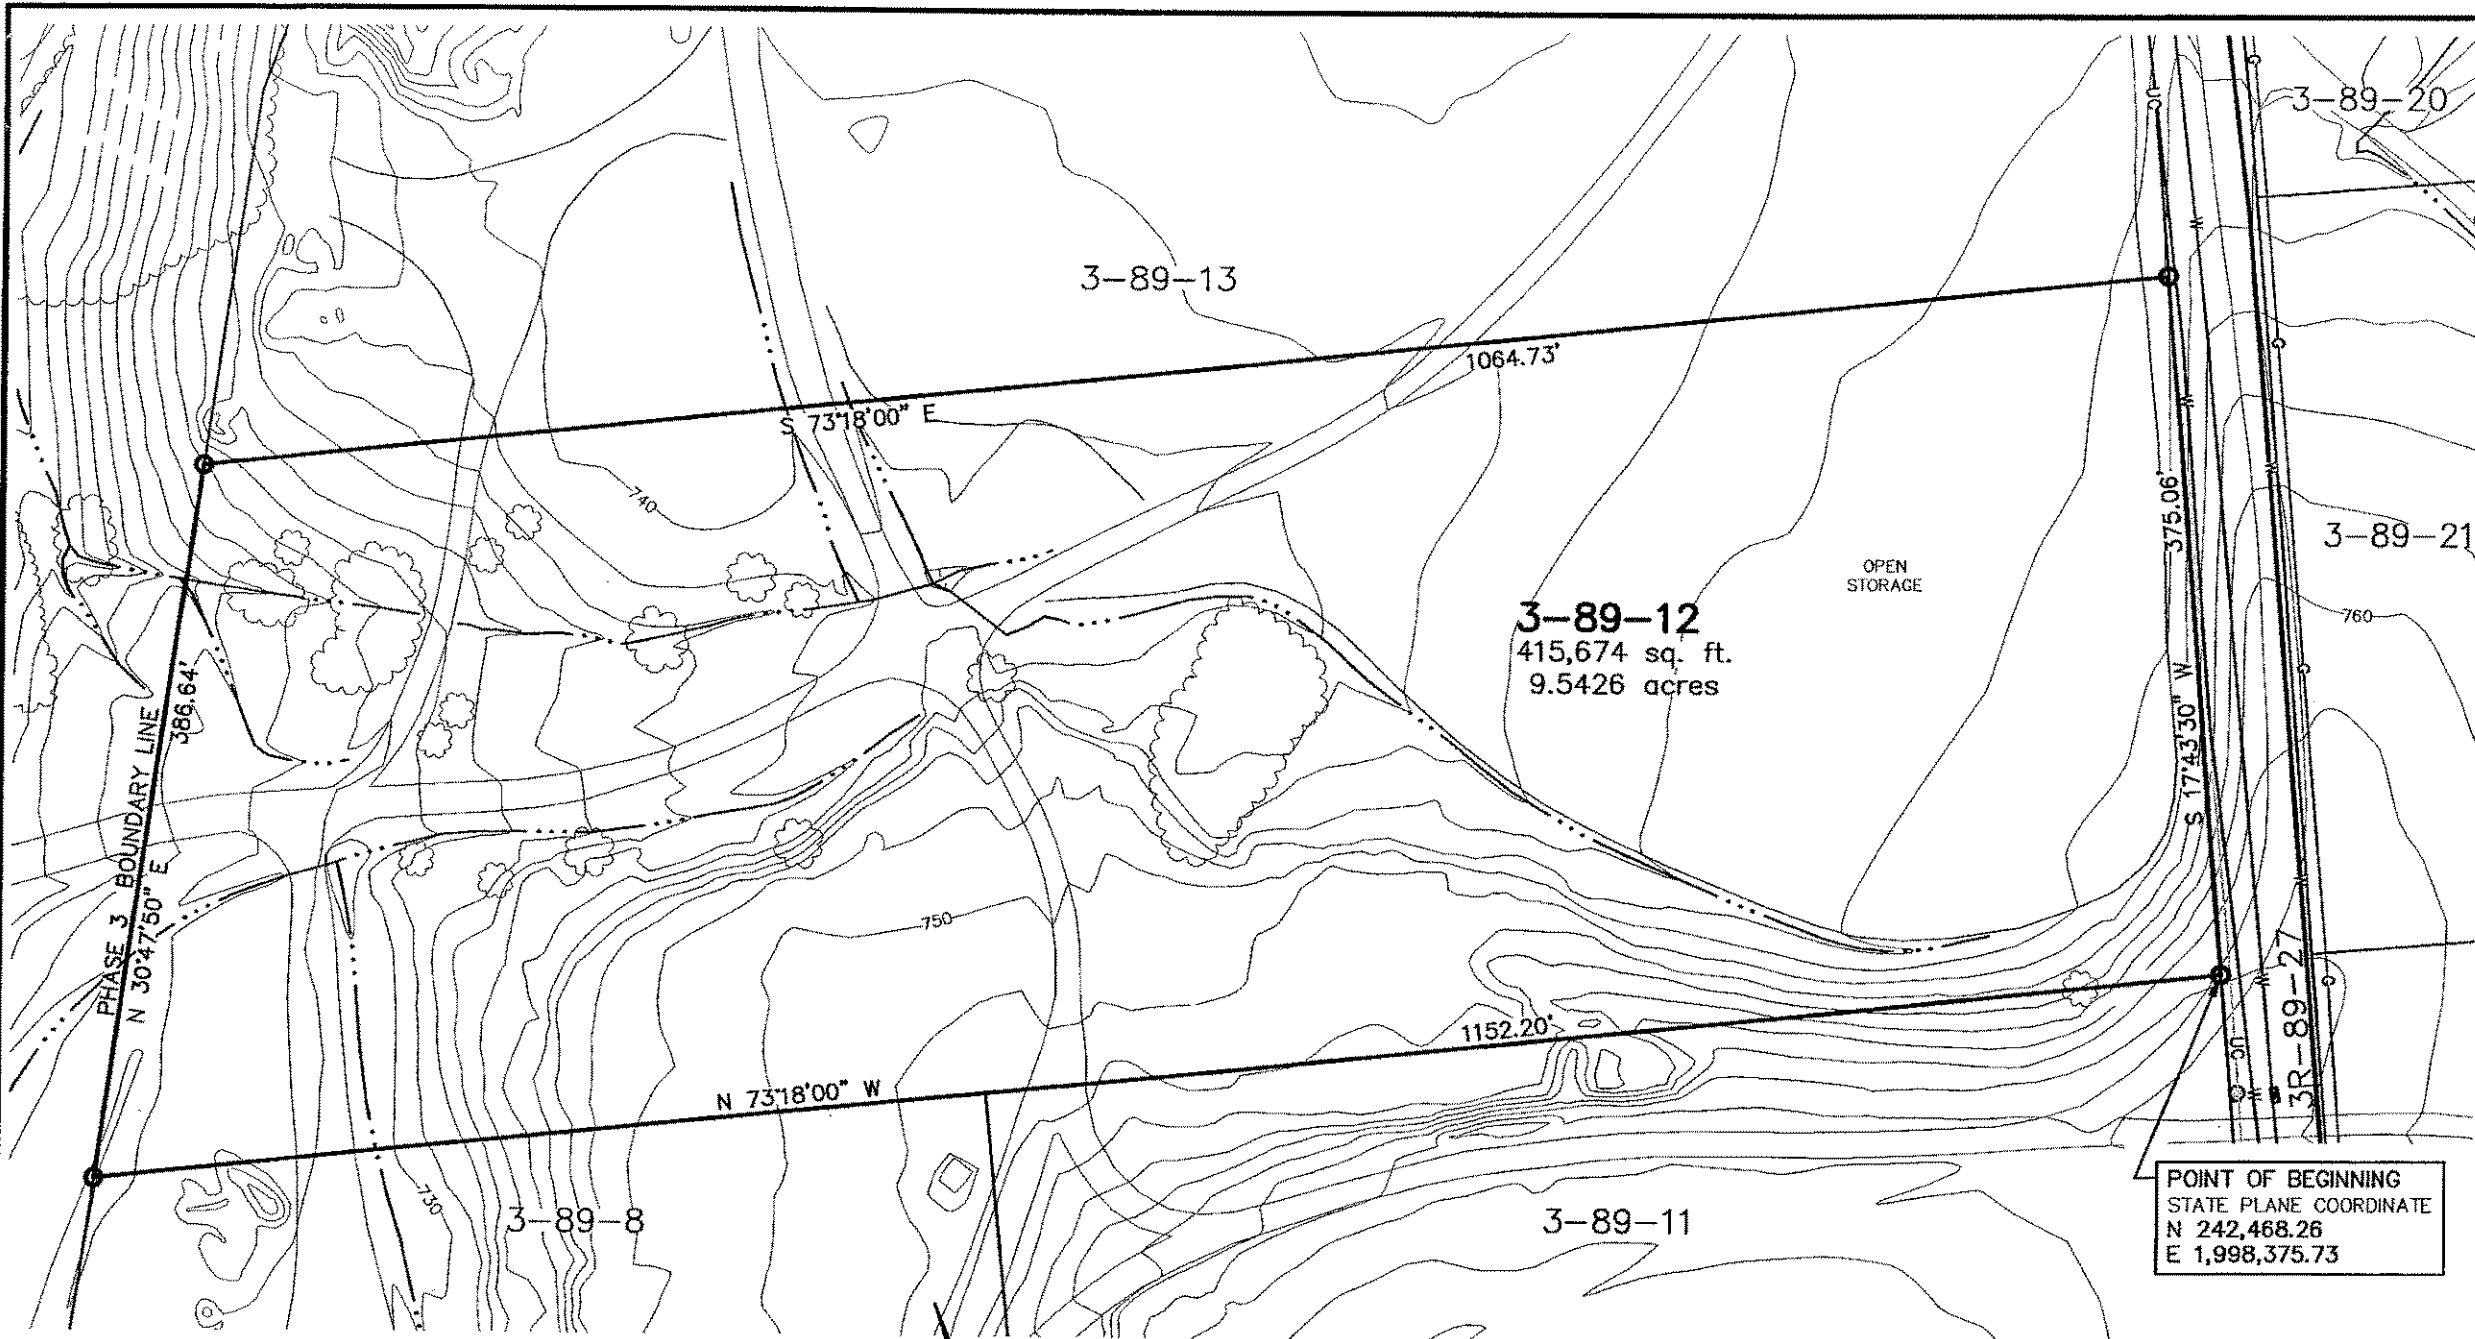 3-89-20
UC
G
W
3-89-13
1064.73'
S 73°18'00" E
W
G
W
740
375.06'
3-89-21
OPEN
STORAGE
3-89-12
415,674 sq. ft.
9.5426 acres
760
G
386.64'
PHASE 3 BOUNDARY LINE
N 30°47'50" E
S 17°43'30" W
W
750
3R-89-27
W
G
1152.20'
N 73°18'00" W
UC
W
730
3-89-8
3-89-11
POINT OF BEGINNING
STATE PLANE COORDINATE
N 242,468.26
E 1,998,375.73